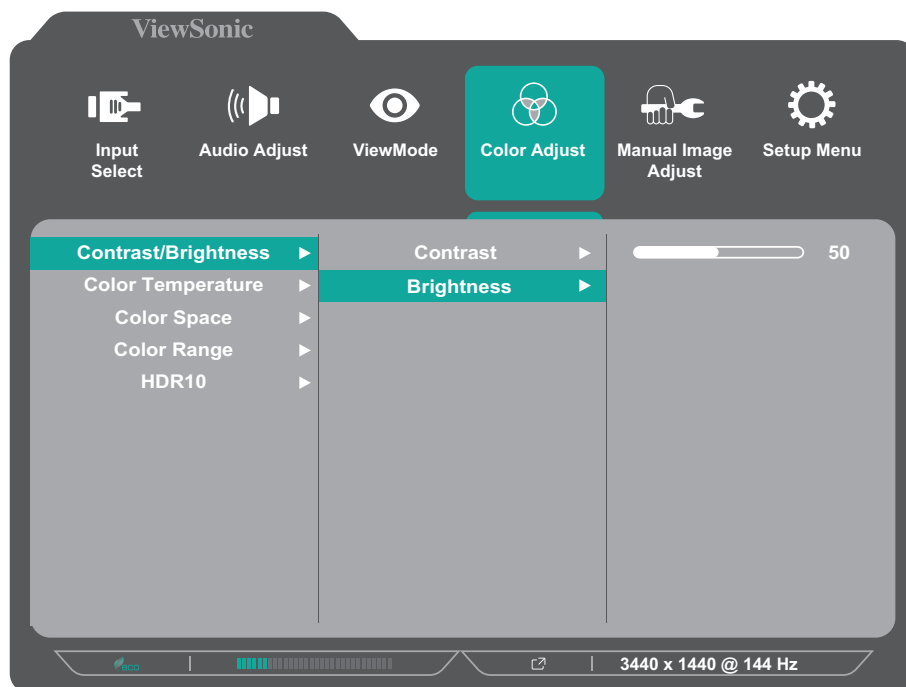 ViewSonic
Input
Select
Audio Adjust
ViewMode
Color Adjust
Manual Image
Adjust
Setup Menu
Contrast/Brightness
Color Temperature
Color Space
Color Range
HDR10
Contrast
Brightness
50
eco
3440 x 1440 @ 144 Hz